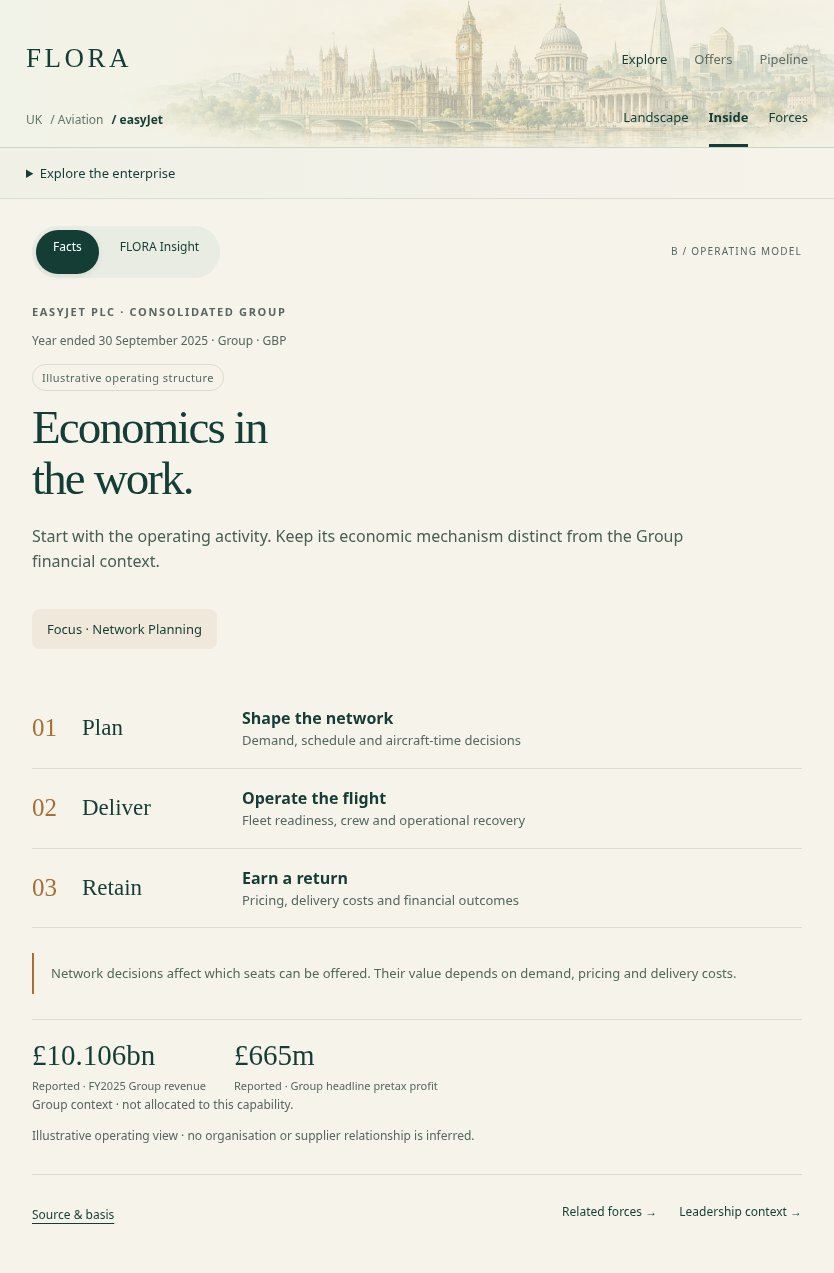 FLORA
Explore Offers Pipeline
UK / Aviation / easyJet
Landscape Inside Forces
▶ Explore the enterprise
Facts FLORA Insight
B / OPERATING MODEL
EASYJET PLC · CONSOLIDATED GROUP
Year ended 30 September 2025 · Group · GBP
Illustrative operating structure
Economics in
the work.
Start with the operating activity. Keep its economic mechanism distinct from the Group
financial context.
Focus · Network Planning
01 Plan
Shape the network
Demand, schedule and aircraft-time decisions
02 Deliver
Operate the flight
Fleet readiness, crew and operational recovery
03 Retain
Earn a return
Pricing, delivery costs and financial outcomes
Network decisions affect which seats can be offered. Their value depends on demand, pricing and delivery costs.
£10.106bn £665m
Reported · FY2025 Group revenue Reported · Group headline pretax profit
Group context · not allocated to this capability.
Illustrative operating view · no organisation or supplier relationship is inferred.
Source & basis
Related forces → Leadership context →